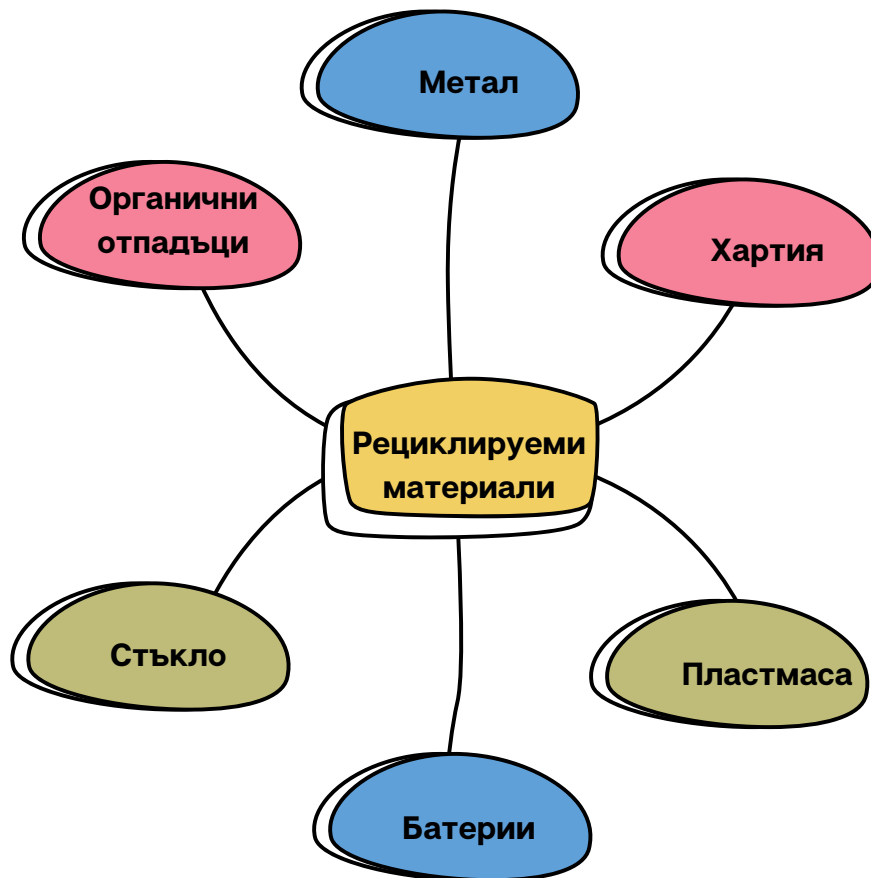 Метал
Органични
отпадъци
Хартия
Рециклируеми
материали
Стъкло
Пластмаса
Батерии